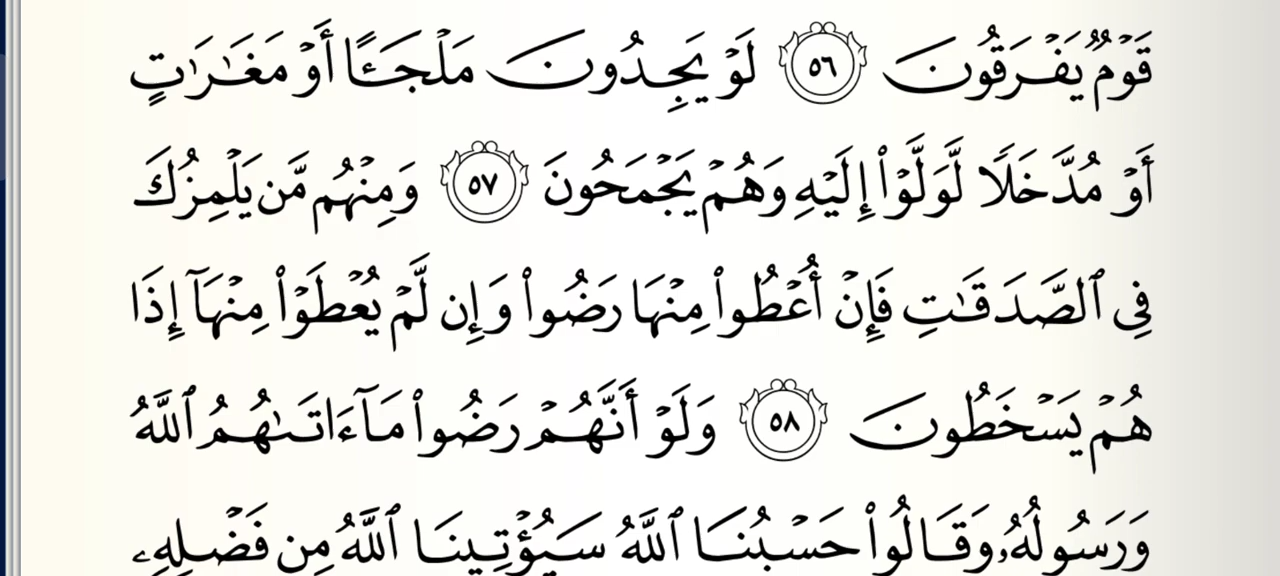 قَوۡمٞ يَفۡرَقُونَ ٥٦ لَوۡ يَجِدُونَ مَلۡجَـًٔا أَوۡ مَغَٰرَٰتٍ
أَوۡ مُدَّخَلٗا لَّوَلَّوۡاْ إِلَيۡهِ وَهُمۡ يَجۡمَحُونَ ٥٧ وَمِنۡهُم مَّن يَلۡمِزُكَ
فِي ٱلصَّدَقَٰتِ فَإِنۡ أُعۡطُواْ مِنۡهَا رَضُواْ وَإِن لَّمۡ يُعۡطَوۡاْ مِنۡهَآ إِذَا
هُمۡ يَسۡخَطُونَ ٥٨ وَلَوۡ أَنَّهُمۡ رَضُواْ مَآ ءَاتَىٰهُمُ ٱللَّهُ
وَرَسُولُهُۥ وَقَالُواْ حَسۡبُنَا ٱللَّهُ سَيُؤۡتِينَا ٱللَّهُ مِن فَضۡلِهِۦ